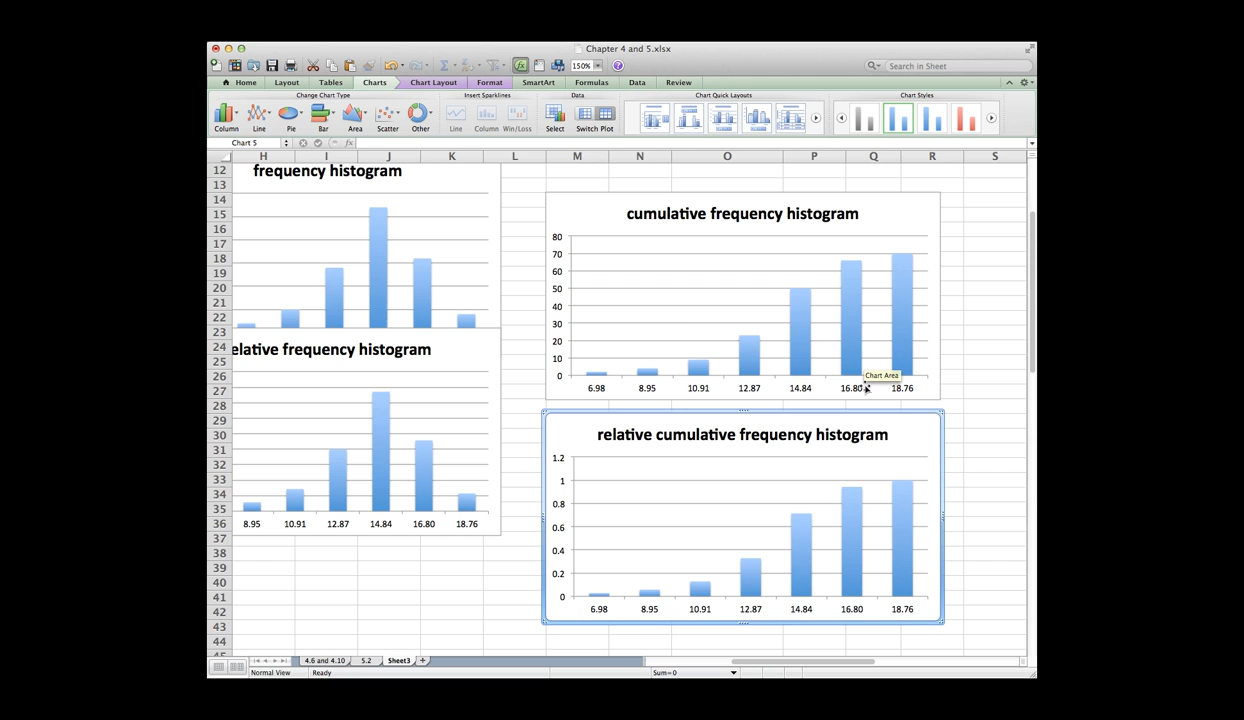 Chapter 4 and 5.xlsx
150%
Search in Sheet
Home Layout Tables Charts Chart Layout Format SmartArt Formulas Data Review
Change Chart Type Insert Sparklines Data Chart Quick Layouts Chart Styles
Column Line Pie Bar Area Scatter Other Line Column Win/Loss Select Switch Plot
Chart 5 fx
H I J K L M N O P Q R S
12
13
14
15
16
17
18
19
20
21
22
23
24
25
26
27
28
29
30
31
32
33
34
35
36
37
38
39
40
41
42
43
44
frequency histogram
elative frequency histogram
8.95 10.91 12.87 14.84 16.80 18.76
cumulative frequency histogram
80
70
60
50
40
30
20
10
0
6.98 8.95 10.91 12.87 14.84 16.80 18.76
Chart Area
relative cumulative frequency histogram
1.2
1
0.8
0.6
0.4
0.2
0
6.98 8.95 10.91 12.87 14.84 16.80 18.76
4.6 and 4.10 5.2 Sheet3
Normal View Ready Sum=0